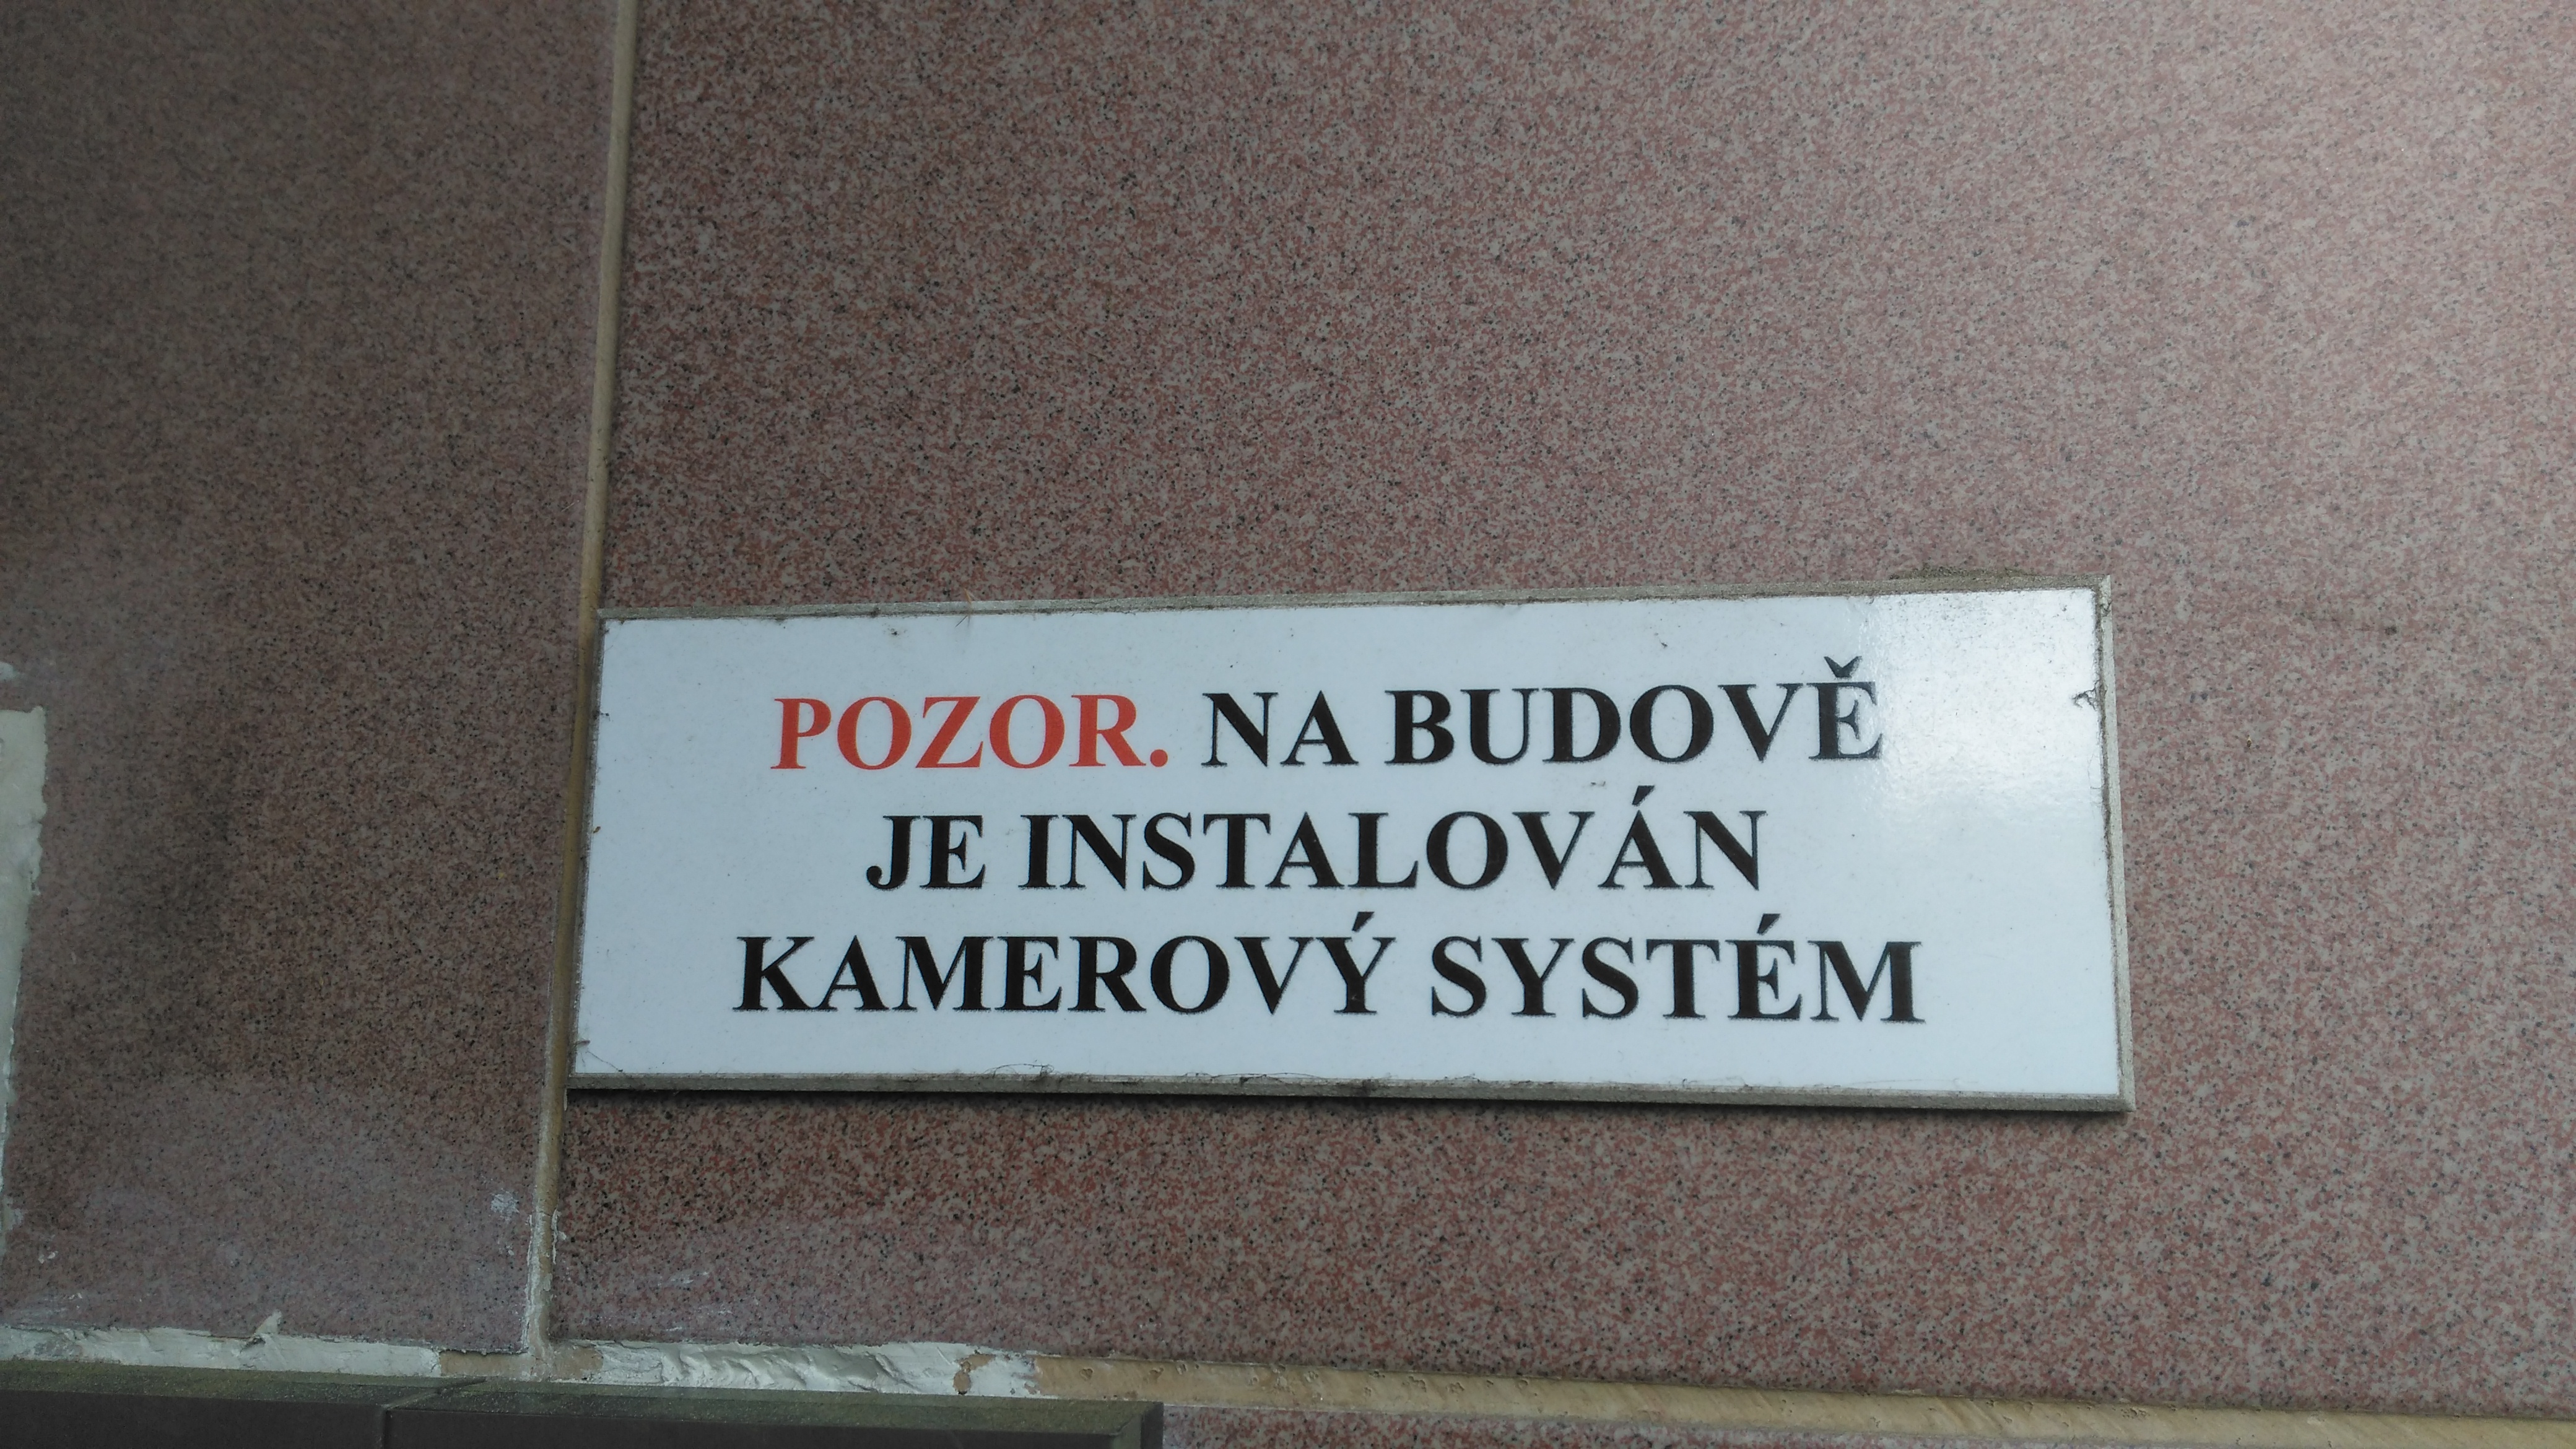 POZOR. NA BUDOVĚ
JE INSTALOVÁN
KAMEROVÝ SYSTÉM